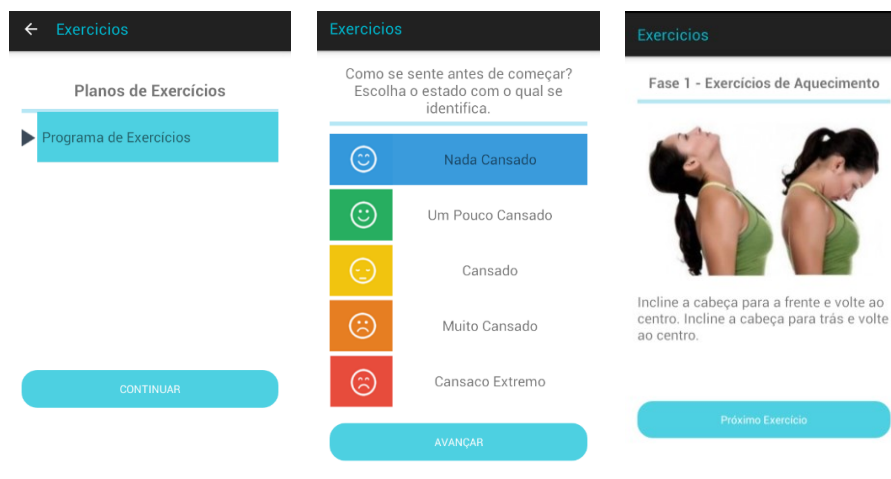 Exercicios
Planos de Exercícios
Programa de Exercicios
CONTINUAR
Exercicios
Como se sente antes de começar?
Escolha o estado com o qual se
identifica.
Nada Cansado
Um Pouco Cansado
Cansado
Muito Cansado
Cansaco Extremo
AVANÇAR
Exercicios
Fase 1 - Exercícios de Aquecimento
Incline a cabeça para a frente e volte ao
centro. Incline a cabeça para trás e volte
ao centro.
Próximo Exercício